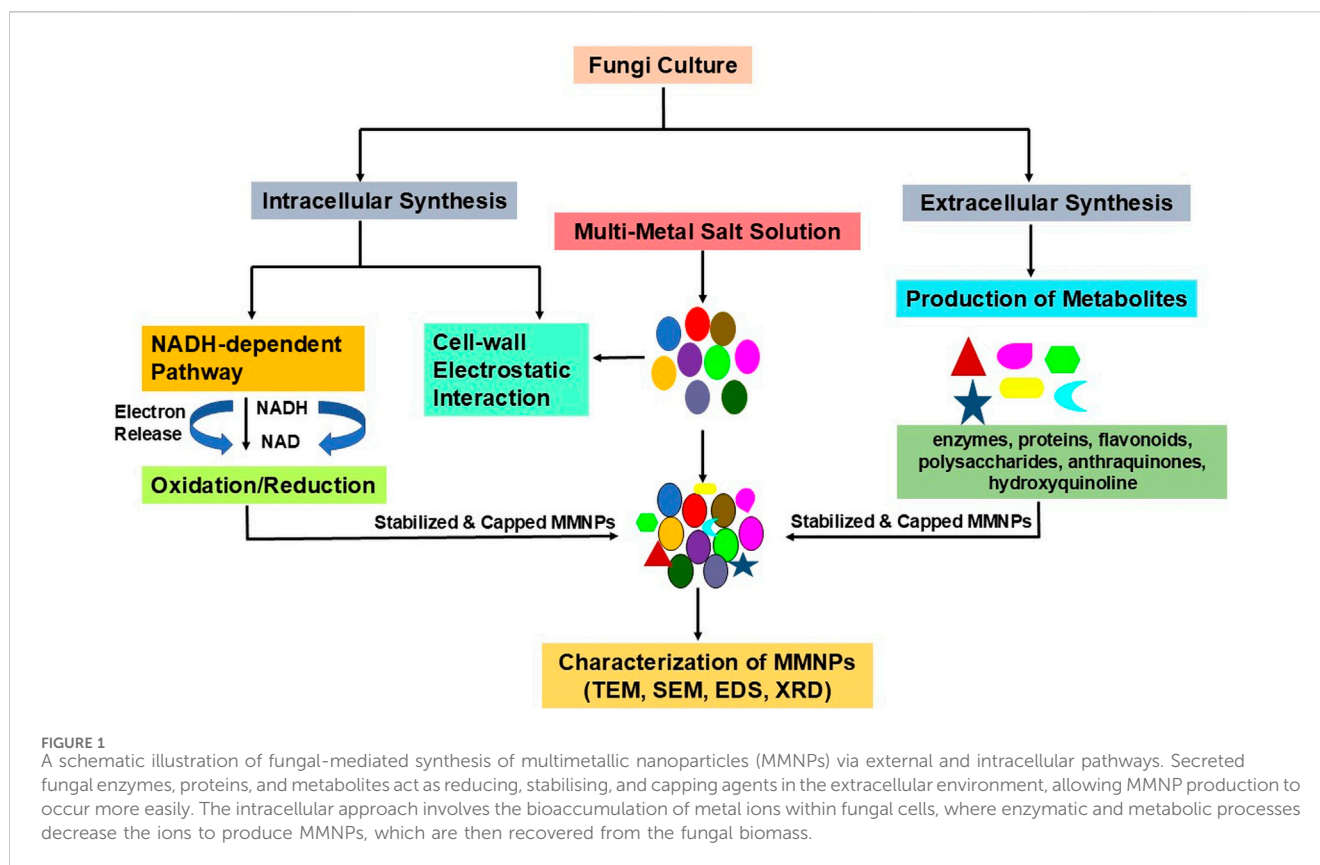 Fungi Culture
Intracellular Synthesis
Extracellular Synthesis
Multi-Metal Salt Solution
Production of Metabolites
NADH-dependent
Pathway
Cell-wall
Electrostatic
Interaction
Electron
Release
NADH
NAD
enzymes, proteins, flavonoids,
polysaccharides, anthraquinones,
hydroxyquinoline
Oxidation/Reduction
Stabilized & Capped MMNPs
Stabilized & Capped MMNPs
Characterization of MMNPs
(TEM, SEM, EDS, XRD)
FIGURE 1
A schematic illustration of fungal-mediated synthesis of multimetallic nanoparticles (MMNPs) via external and intracellular pathways. Secreted
fungal enzymes, proteins, and metabolites act as reducing, stabilising, and capping agents in the extracellular environment, allowing MMNP production to
occur more easily. The intracellular approach involves the bioaccumulation of metal ions within fungal cells, where enzymatic and metabolic processes
decrease the ions to produce MMNPs, which are then recovered from the fungal biomass.